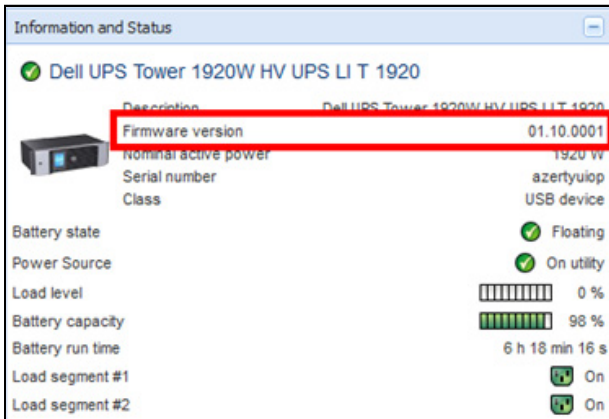 Information and Status
Dell UPS Tower 1920W HV UPS LI T 1920
Description Dell UPS Tower 1920W HV UPS LI T 1920
Firmware version 01.10.0001
Nominal active power 1920 W
Serial number azertyuiop
Class USB device
Battery state Floating
Power Source On utility
Load level 0 %
Battery capacity 98 %
Battery run time 6 h 18 min 16 s
Load segment #1 On
Load segment #2 On